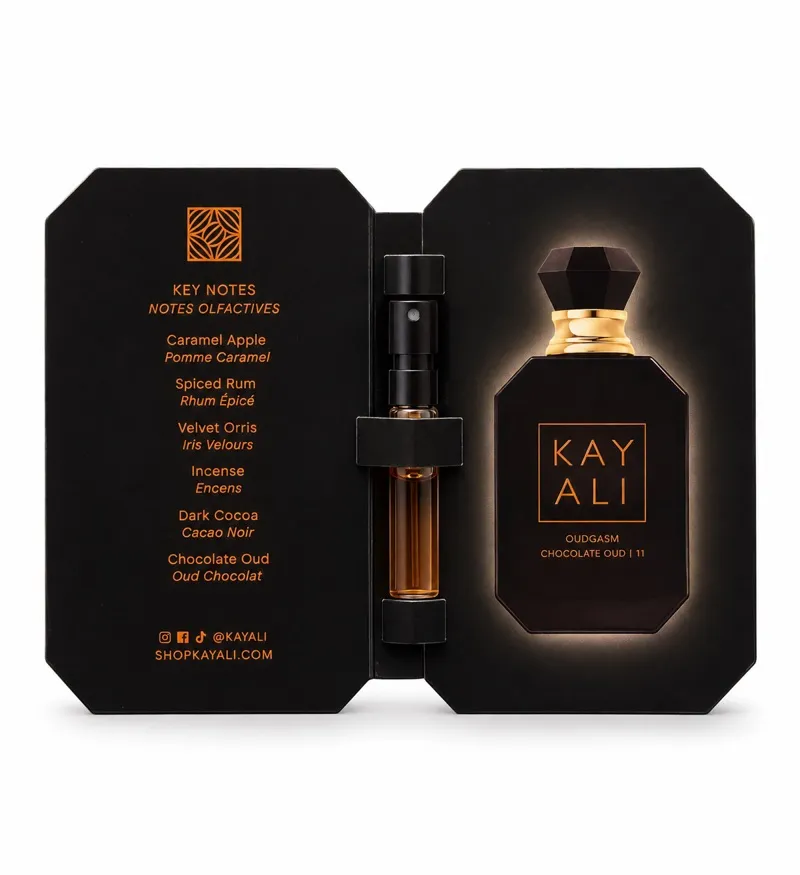 KEY NOTES
NOTES OLFACTIVES
Caramel Apple
Pomme Caramel
Spiced Rum
Rhum Épicé
Velvet Orris
Iris Velours
Incense
Encens
Dark Cocoa
Cacao Noir
Chocolate Oud
Oud Chocolat
@KAYALI
SHOPKAYALI.COM
KAY
ALI
OUDGASM
CHOCOLATE OUD | 11